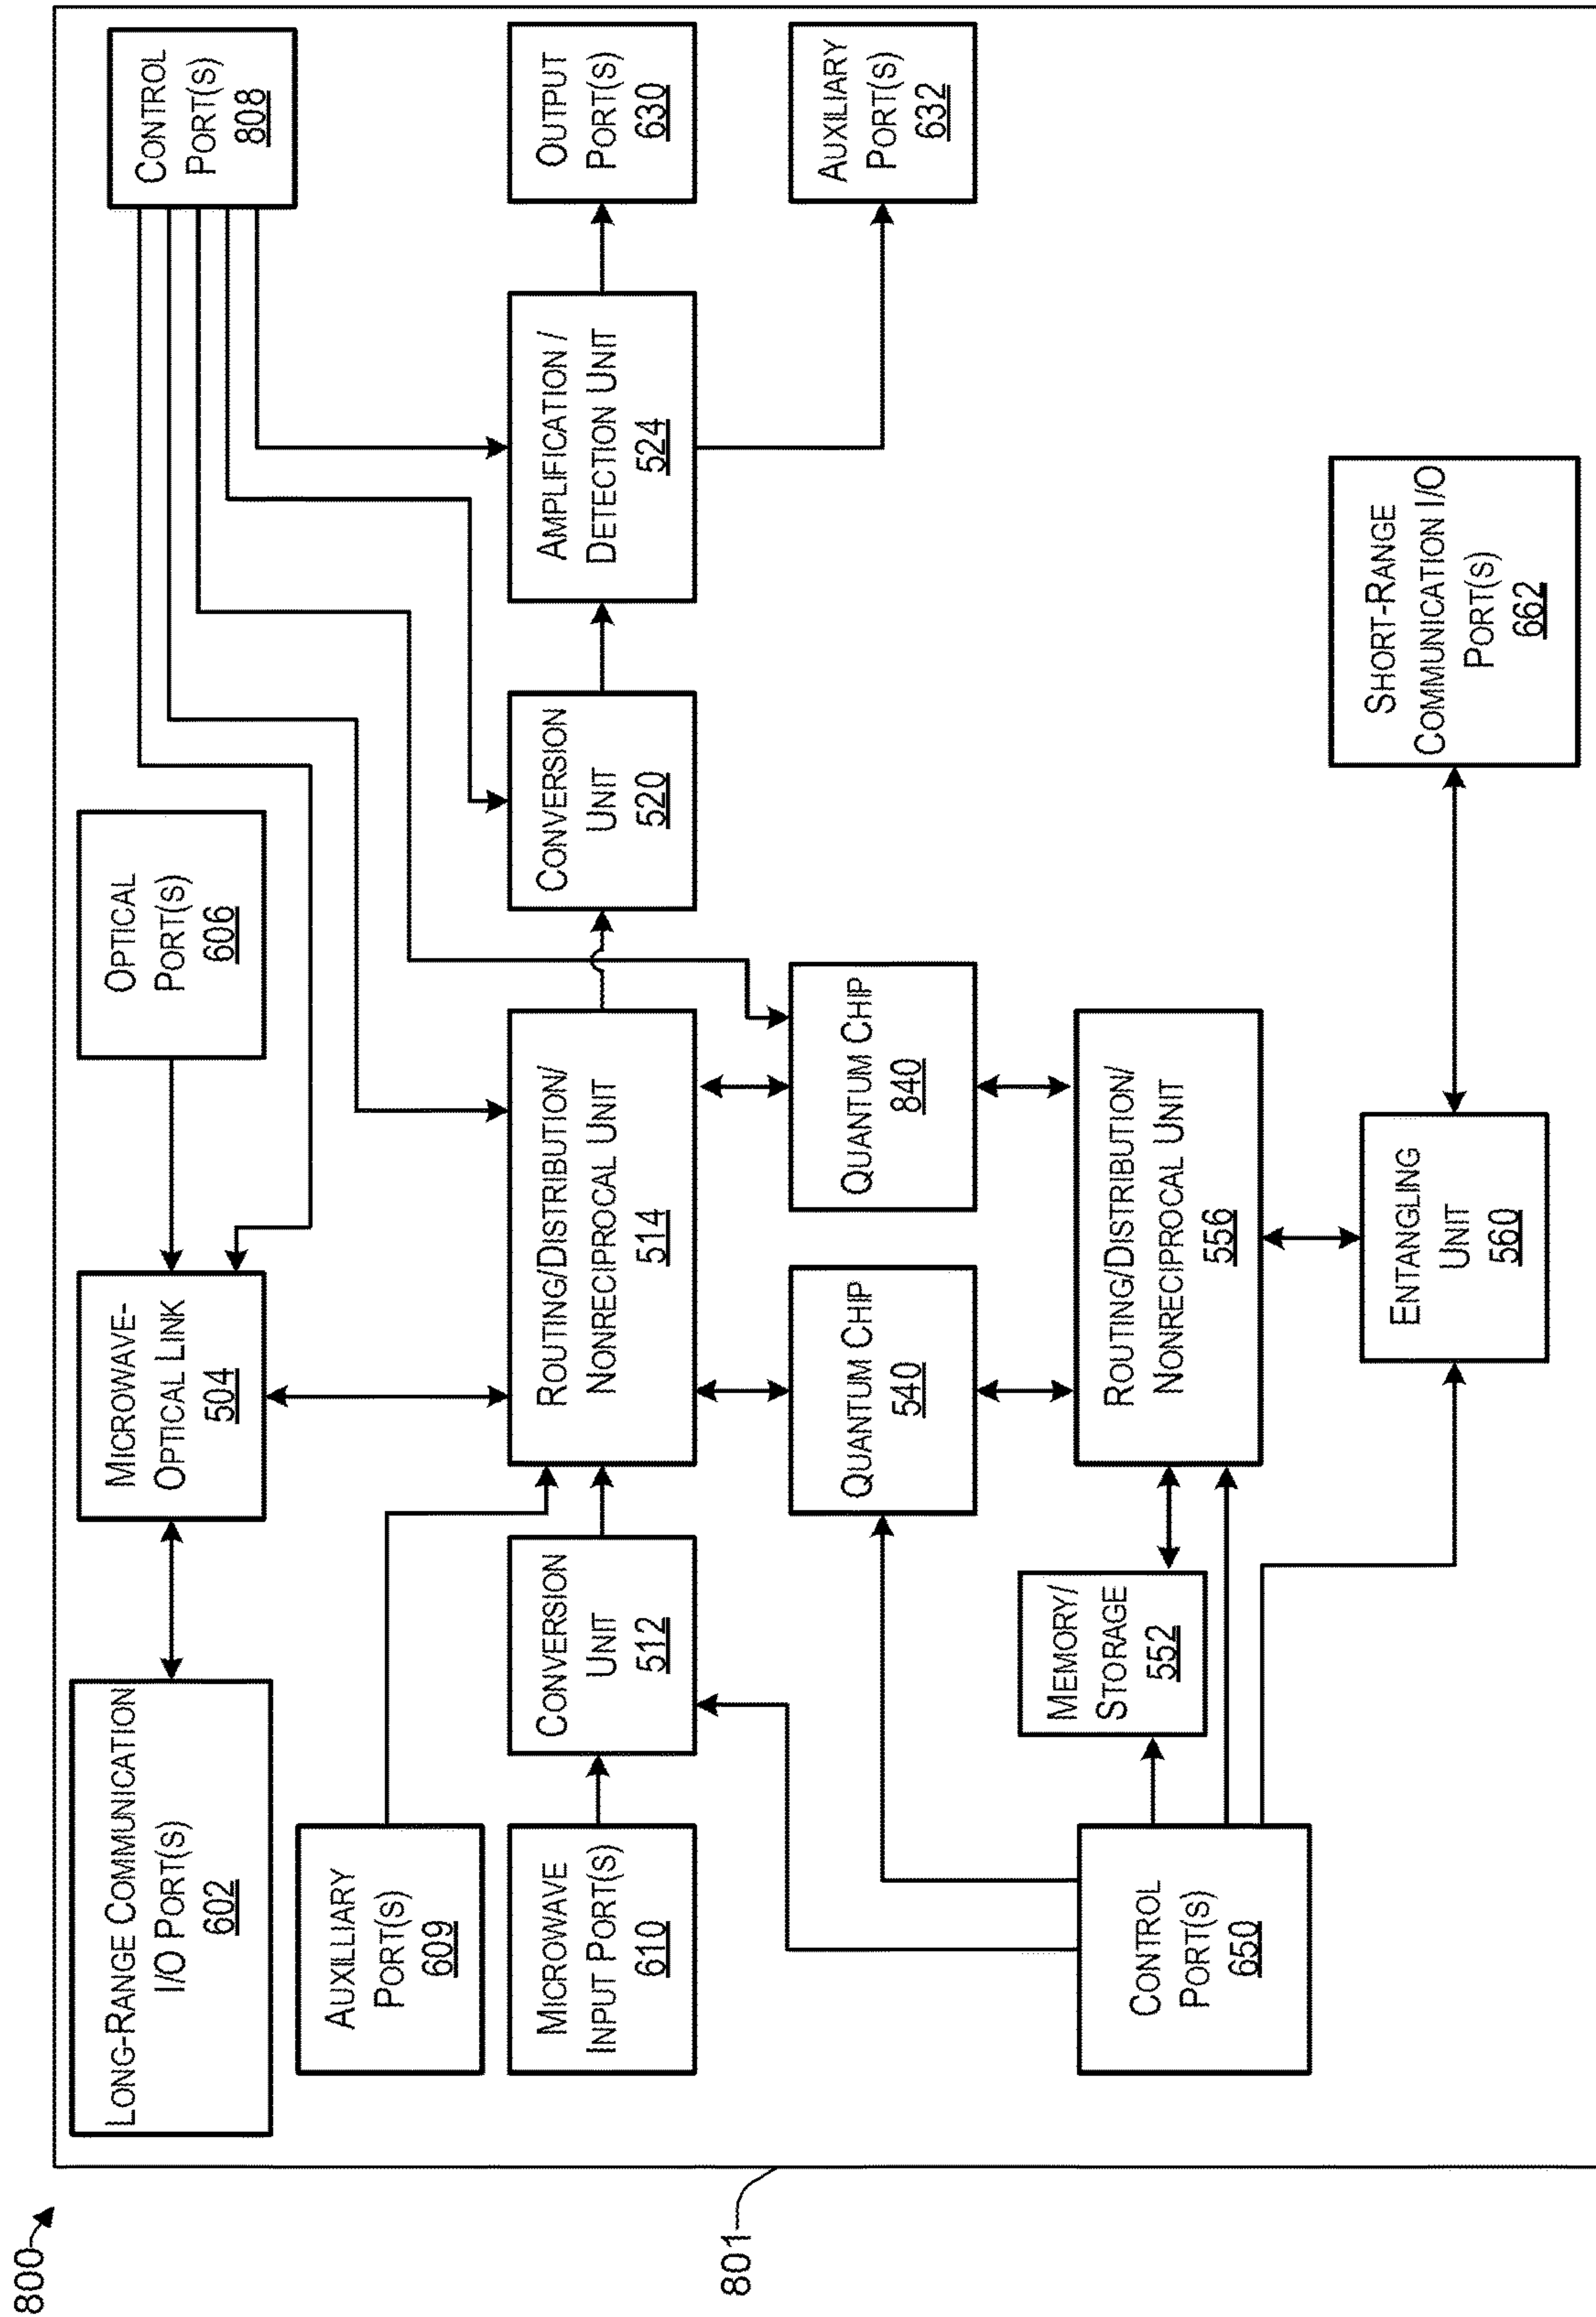 800
801
LONG-RANGE COMMUNICATION
I/O PORT(S)
602
MICROWAVE-
OPTICAL LINK
504
OPTICAL
PORT(S)
606
CONTROL
PORT(S)
808
AUXILLIARY
PORT(S)
609
MICROWAVE
INPUT PORT(S)
610
CONVERSION
UNIT
512
ROUTING/DISTRIBUTION/
NONRECIPROCAL UNIT
514
CONVERSION
UNIT
520
AMPLIFICATION /
DETECTION UNIT
524
OUTPUT
PORT(S)
630
QUANTUM CHIP
540
QUANTUM CHIP
840
AUXILIARY
PORT(S)
632
CONTROL
PORT(S)
650
MEMORY/
STORAGE
552
ROUTING/DISTRIBUTION/
NONRECIPROCAL UNIT
556
ENTANGLING
UNIT
560
SHORT-RANGE
COMMUNICATION I/O
PORT(S)
662